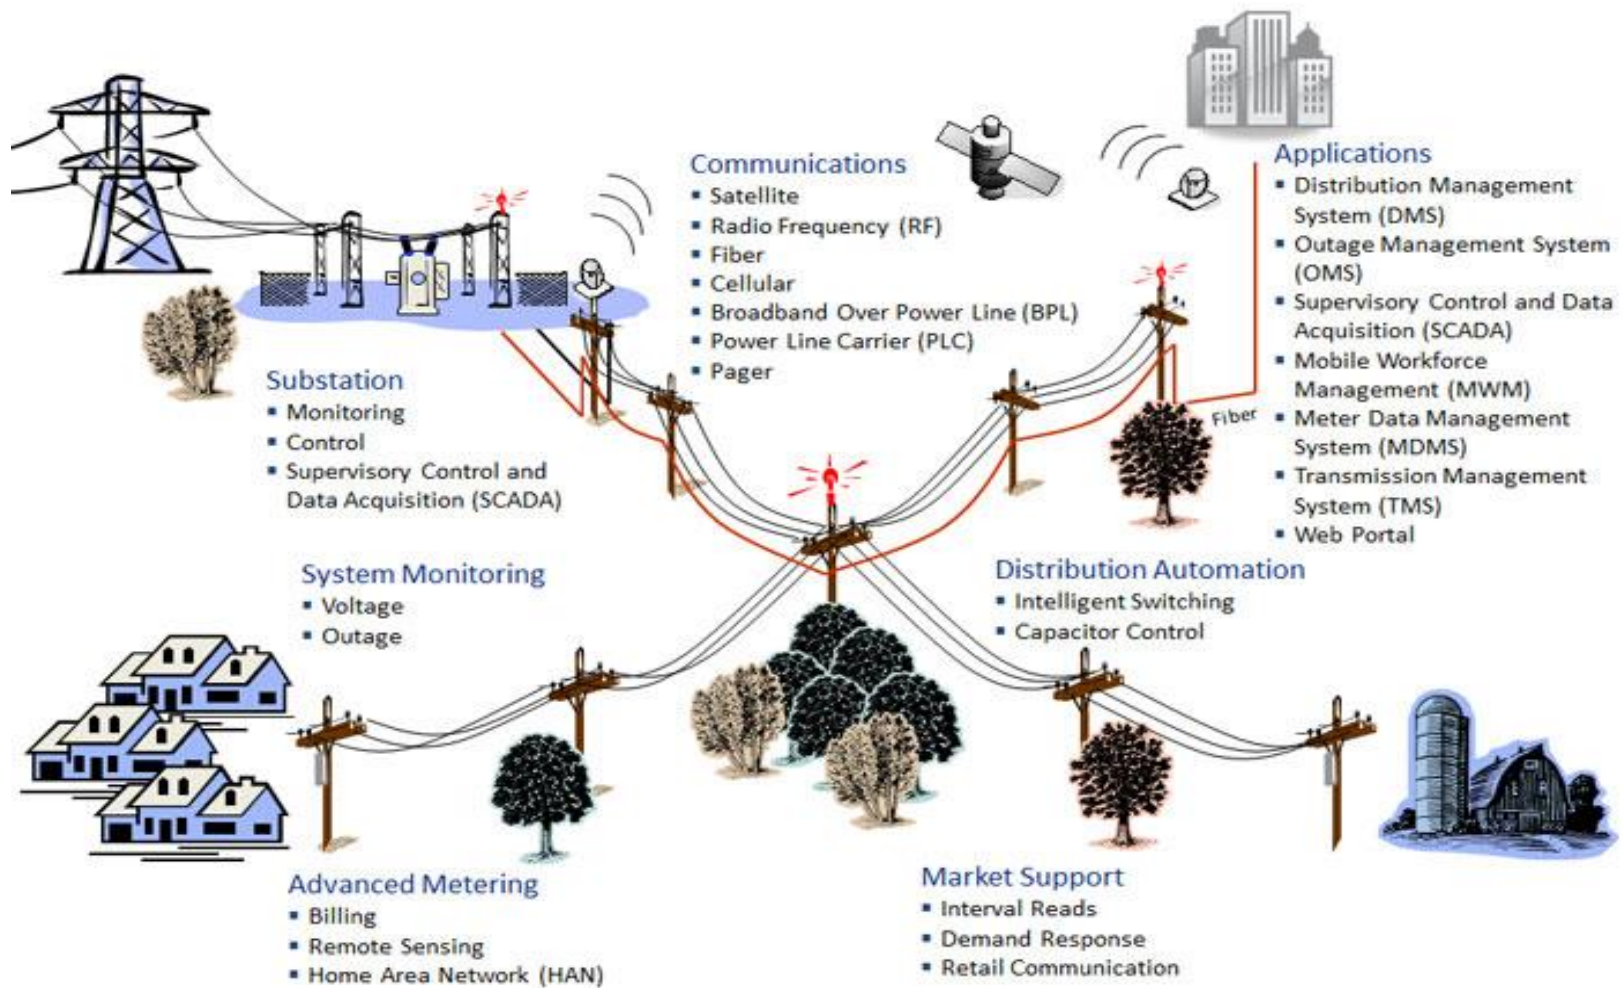 Communications
Satellite
Radio Frequency (RF)
Fiber
Cellular
Broadband Over Power Line (BPL)
Power Line Carrier (PLC)
Pager
Applications
Distribution Management
System (DMS)
Outage Management System
(OMS)
Supervisory Control and Data
Acquisition (SCADA)
Mobile Workforce
Management (MWM)
Meter Data Management
System (MDMS)
Transmission Management
System (TMS)
Web Portal
Fiber
Substation
Monitoring
Control
Supervisory Control and
Data Acquisition (SCADA)
System Monitoring
Voltage
Outage
Distribution Automation
Intelligent Switching
Capacitor Control
Advanced Metering
Billing
Remote Sensing
Home Area Network (HAN)
Market Support
Interval Reads
Demand Response
Retail Communication